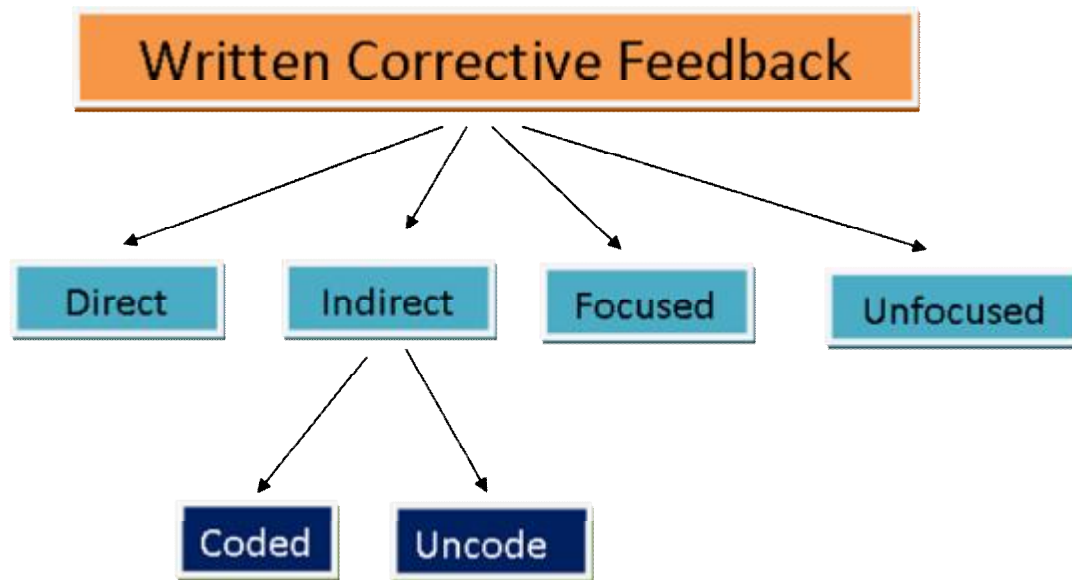 Written Corrective Feedback
Direct
Indirect
Focused
Unfocused
Coded
Uncode